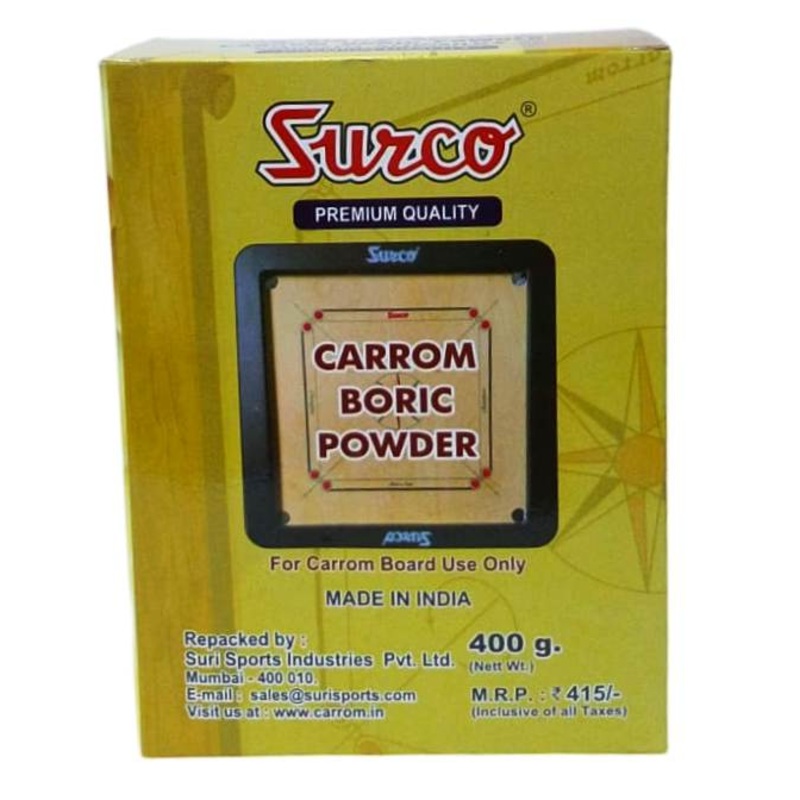 Surco®
PREMIUM QUALITY
Surco
Surco
CARROM
BORIC
POWDER
Surco
For Carrom Board Use Only
MADE IN INDIA
Repacked by :
Suri Sports Industries Pvt. Ltd.
Mumbai - 400 010.
E-mail : sales@surisports.com
Visit us at : www.carrom.in
400 g.
(Nett Wt.)
M.R.P. : ₹ 415/-
(Inclusive of all Taxes)